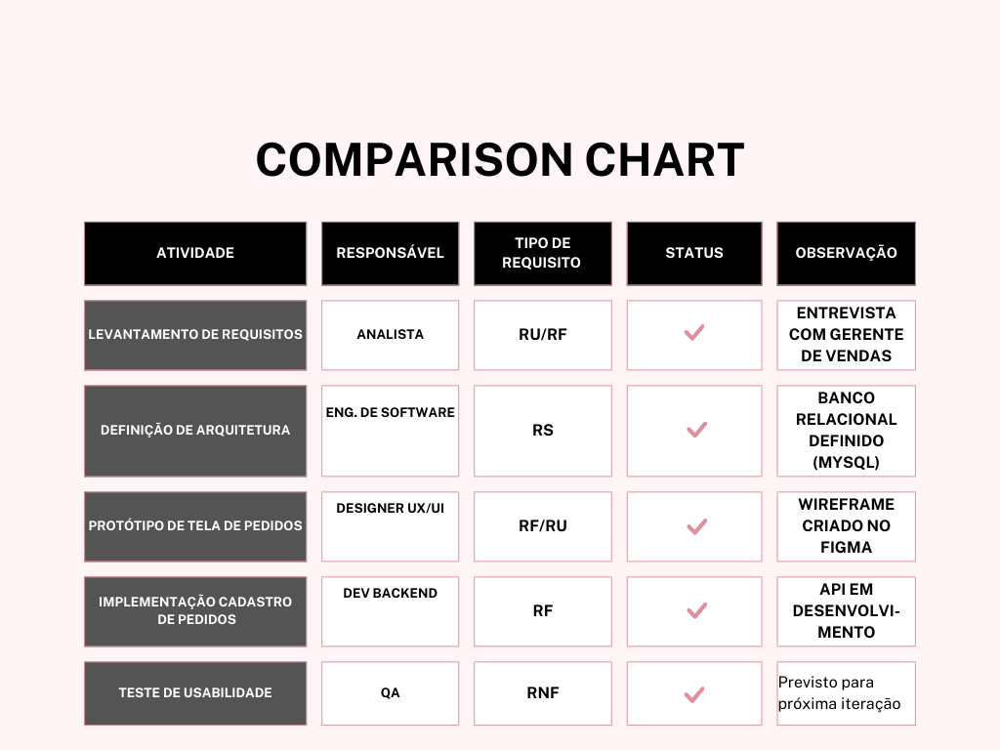 COMPARISON CHART
ATIVIDADE
RESPONSÁVEL
TIPO DE
REQUISITO
STATUS
OBSERVAÇÃO
LEVANTAMENTO DE REQUISITOS
ANALISTA
RU/RF
ENTREVISTA
COM GERENTE
DE VENDAS
DEFINIÇÃO DE ARQUITETURA
ENG. DE SOFTWARE
RS
BANCO
RELACIONAL
DEFINIDO
(MYSQL)
PROTÓTIPO DE TELA DE PEDIDOS
DESIGNER UX/UI
RF/RU
WIREFRAME
CRIADO NO
FIGMA
IMPLEMENTAÇÃO CADASTRO
DE PEDIDOS
DEV BACKEND
RF
API EM
DESENVOLVI-
MENTO
TESTE DE USABILIDADE
QA
RNF
Previsto para
próxima iteração